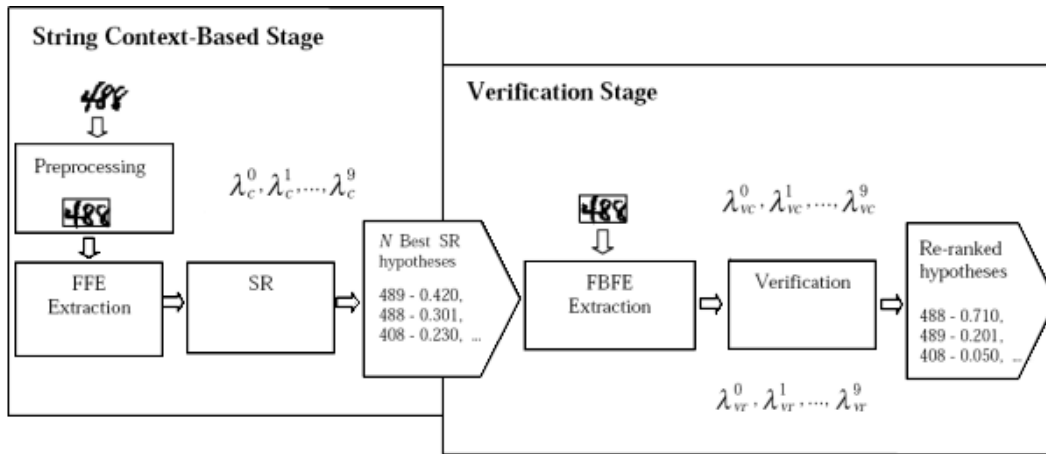 String Context-Based Stage
488
Preprocessing
488
λ_c^0, λ_c^1, ..., λ_c^9
FFE
Extraction
SR
N Best SR
hypotheses
489 - 0.420,
488 - 0.301,
408 - 0.230, ...
Verification Stage
488
FBFE
Extraction
λ_vc^0, λ_vc^1, ..., λ_vc^9
Verification
λ_vr^0, λ_vr^1, ..., λ_vr^9
Re-ranked
hypotheses
488 - 0.710,
489 - 0.201,
408 - 0.050, ...